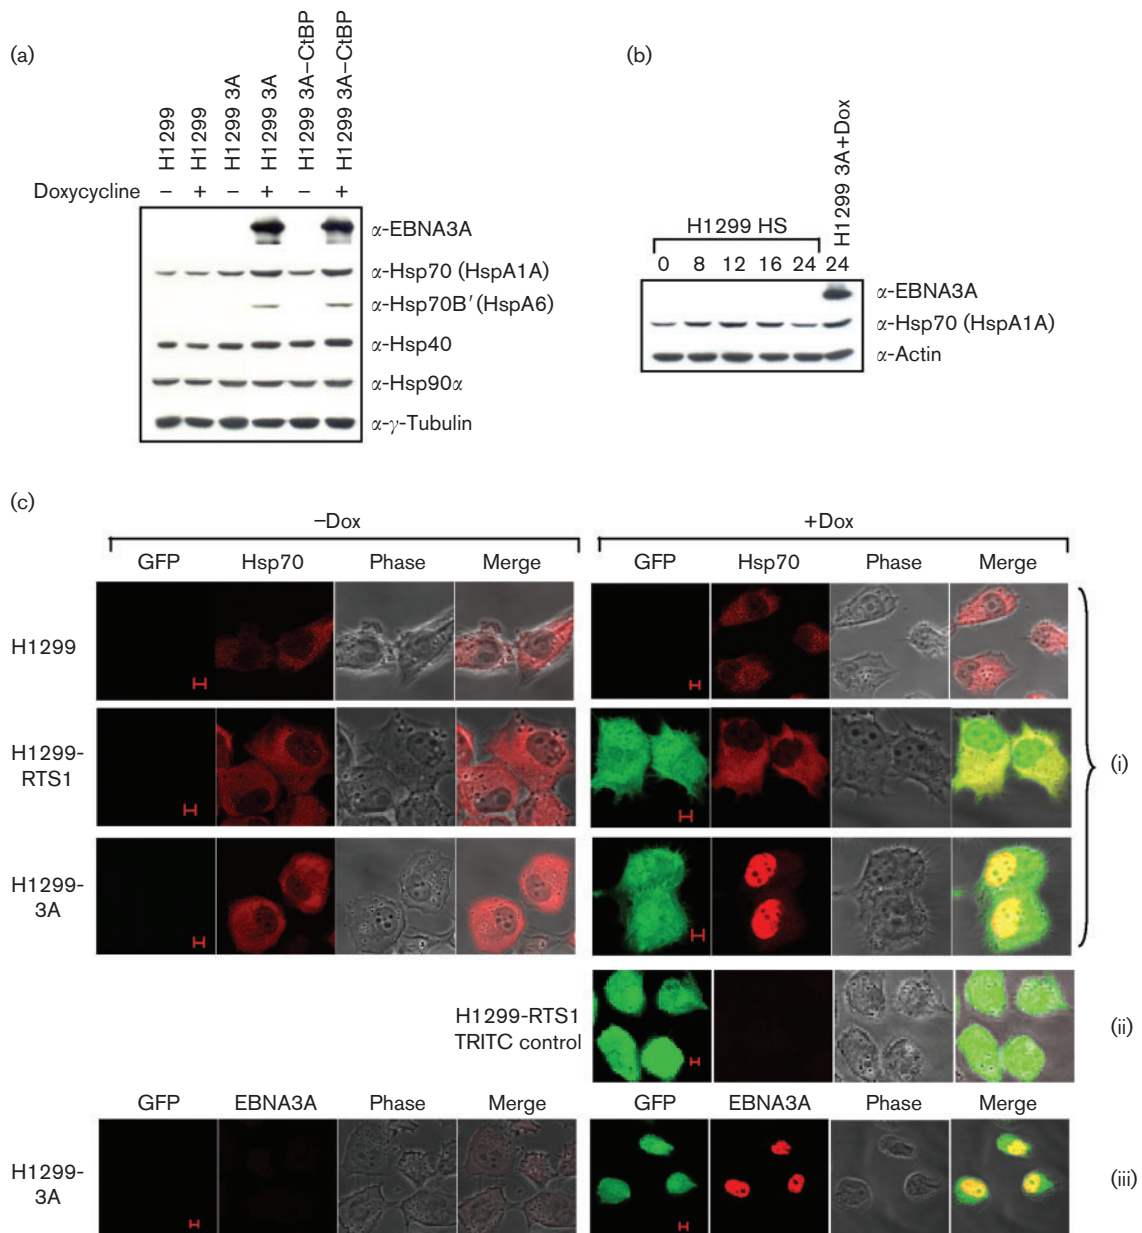 (a)
H1299
H1299
H1299 3A
H1299 3A
H1299 3A–CtBP
H1299 3A–CtBP
Doxycycline – + – + – +
α-EBNA3A
α-Hsp70 (HspA1A)
α-Hsp70B′(HspA6)
α-Hsp40
α-Hsp90α
α-γ-Tubulin
(b)
H1299 HS
H1299 3A+Dox
0 8 12 16 24 24
α-EBNA3A
α-Hsp70 (HspA1A)
α-Actin
(c)
–Dox +Dox
GFP Hsp70 Phase Merge GFP Hsp70 Phase Merge
H1299
H1299-
RTS1
(i)
H1299-
3A
H1299-RTS1
TRITC control
(ii)
GFP EBNA3A Phase Merge GFP EBNA3A Phase Merge
H1299-
3A
(iii)